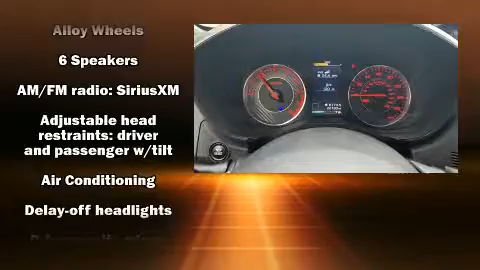 Alloy Wheels
6 Speakers
AM/FM radio: SiriusXM
Adjustable head
restraints: driver
and passenger w/tilt
Air Conditioning
Delay-off headlights